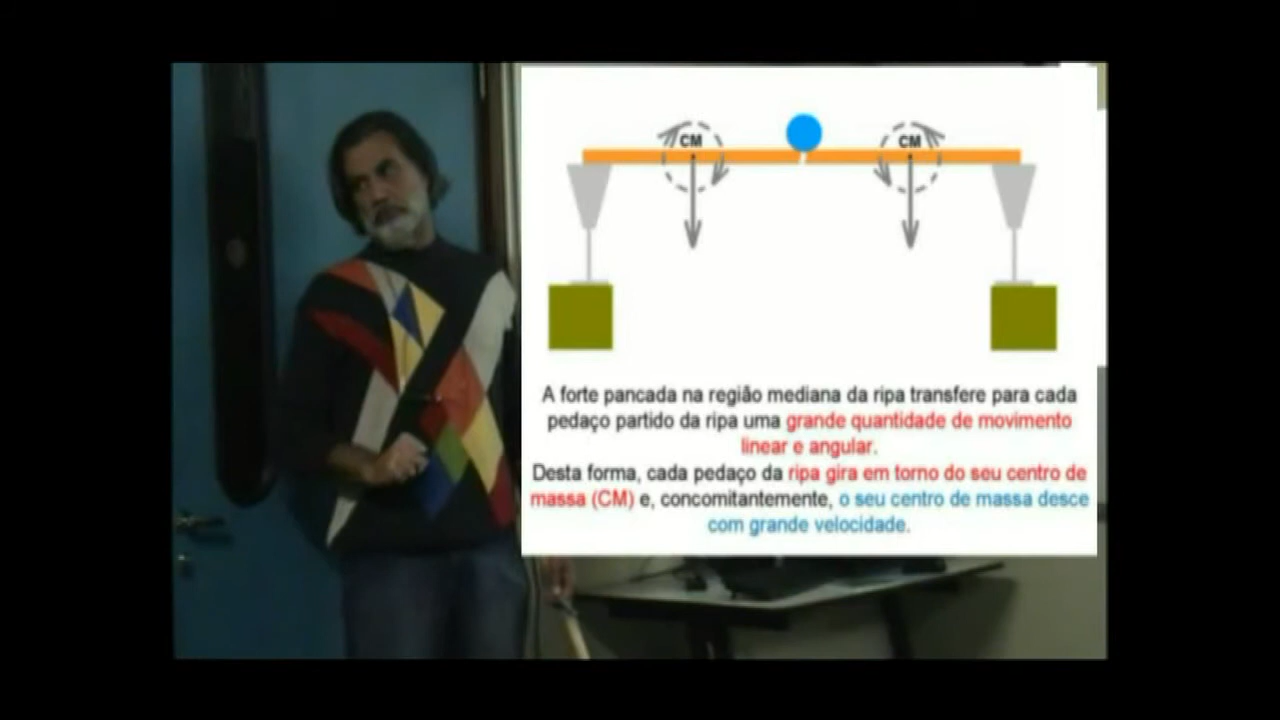 CM CM
A forte pancada na região mediana da ripa transfere para cada
pedaço partido da ripa uma grande quantidade de movimento
linear e angular.
Desta forma, cada pedaço da ripa gira em torno do seu centro de
massa (CM) e, concomitantemente, o seu centro de massa desce
com grande velocidade.